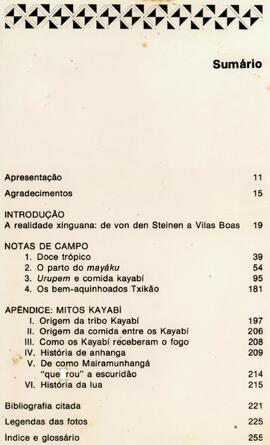 Sumário
Apresentação 11
Agradecimentos 15
INTRODUÇÃO
A realidade xinguana: de von den Steinen a Vilas Boas 19
NOTAS DE CAMPO
1. Doce trópico 39
2. O parto do mayáku 54
3. Urupem e comida kayabí 95
4. Os bem-aquinhoados Txikão 181
APÊNDICE: MITOS KAYABÍ
I. Origem da tribo Kayabí 197
II. Origem da comida entre os Kayabí 206
III. Como os Kayabí receberam o fogo 208
IV. História de anhanga 209
V. De como Mairamunhangá
a escuridão 214
VI. História da lua 215
Bibliografia citada 221
Legendas das fotos 225
Índice e glossário 255